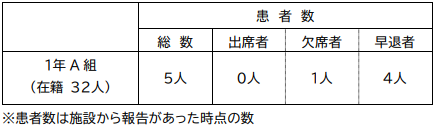 患 者 数
総 数 出席者 欠席者 早退者
1年A組
（在籍 32人） 5人 0人 1人 4人
※患者数は施設から報告があった時点の数